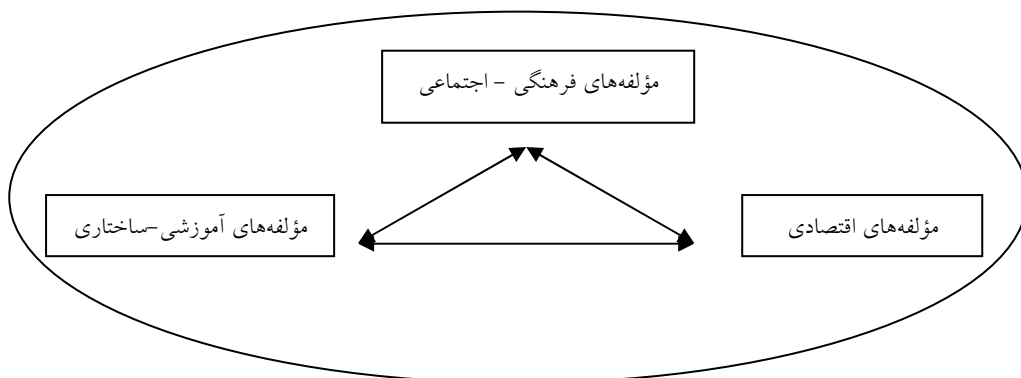 مؤلفه‌های فرهنگی – اجتماعی
مؤلفه‌های اقتصادی
مؤلفه‌های آموزشی–ساختاری